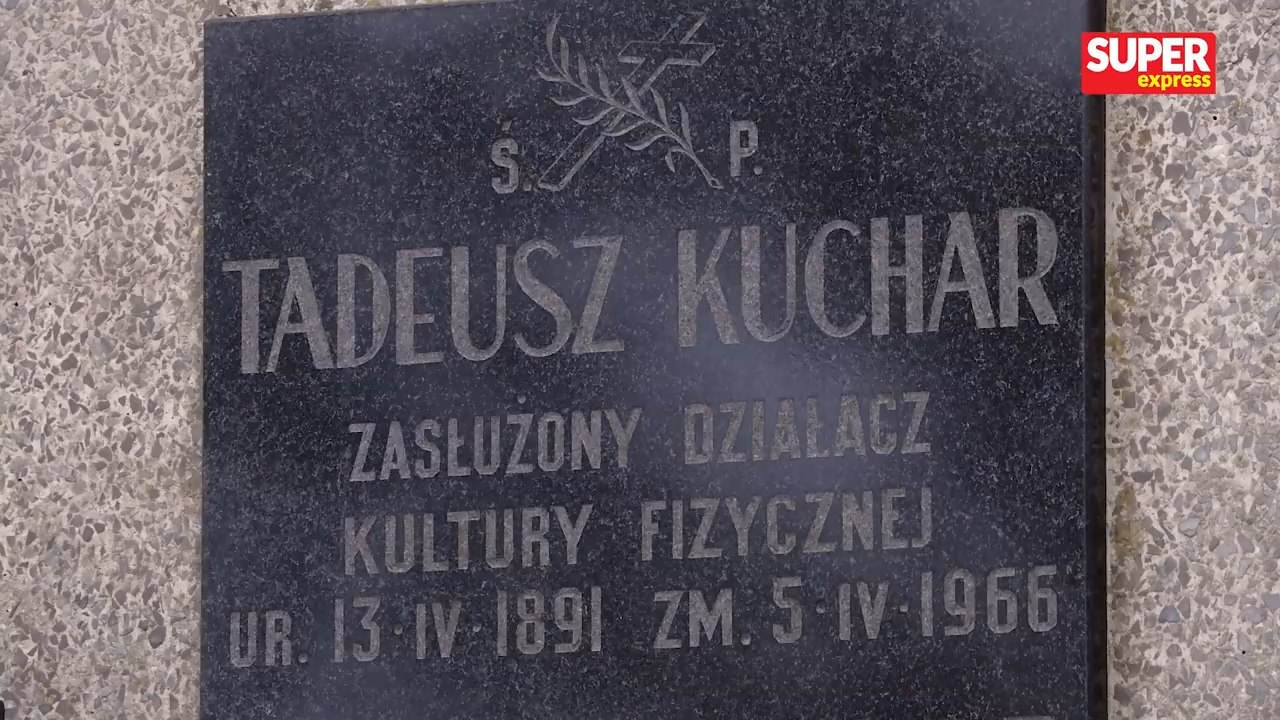 SUPER
express
Ś. P.
TADEUSZ KUCHAR
ZASŁUŻONY DZIAŁACZ
KULTURY FIZYCZNEJ
UR. 13·IV·1891 ZM. 5·IV·1966